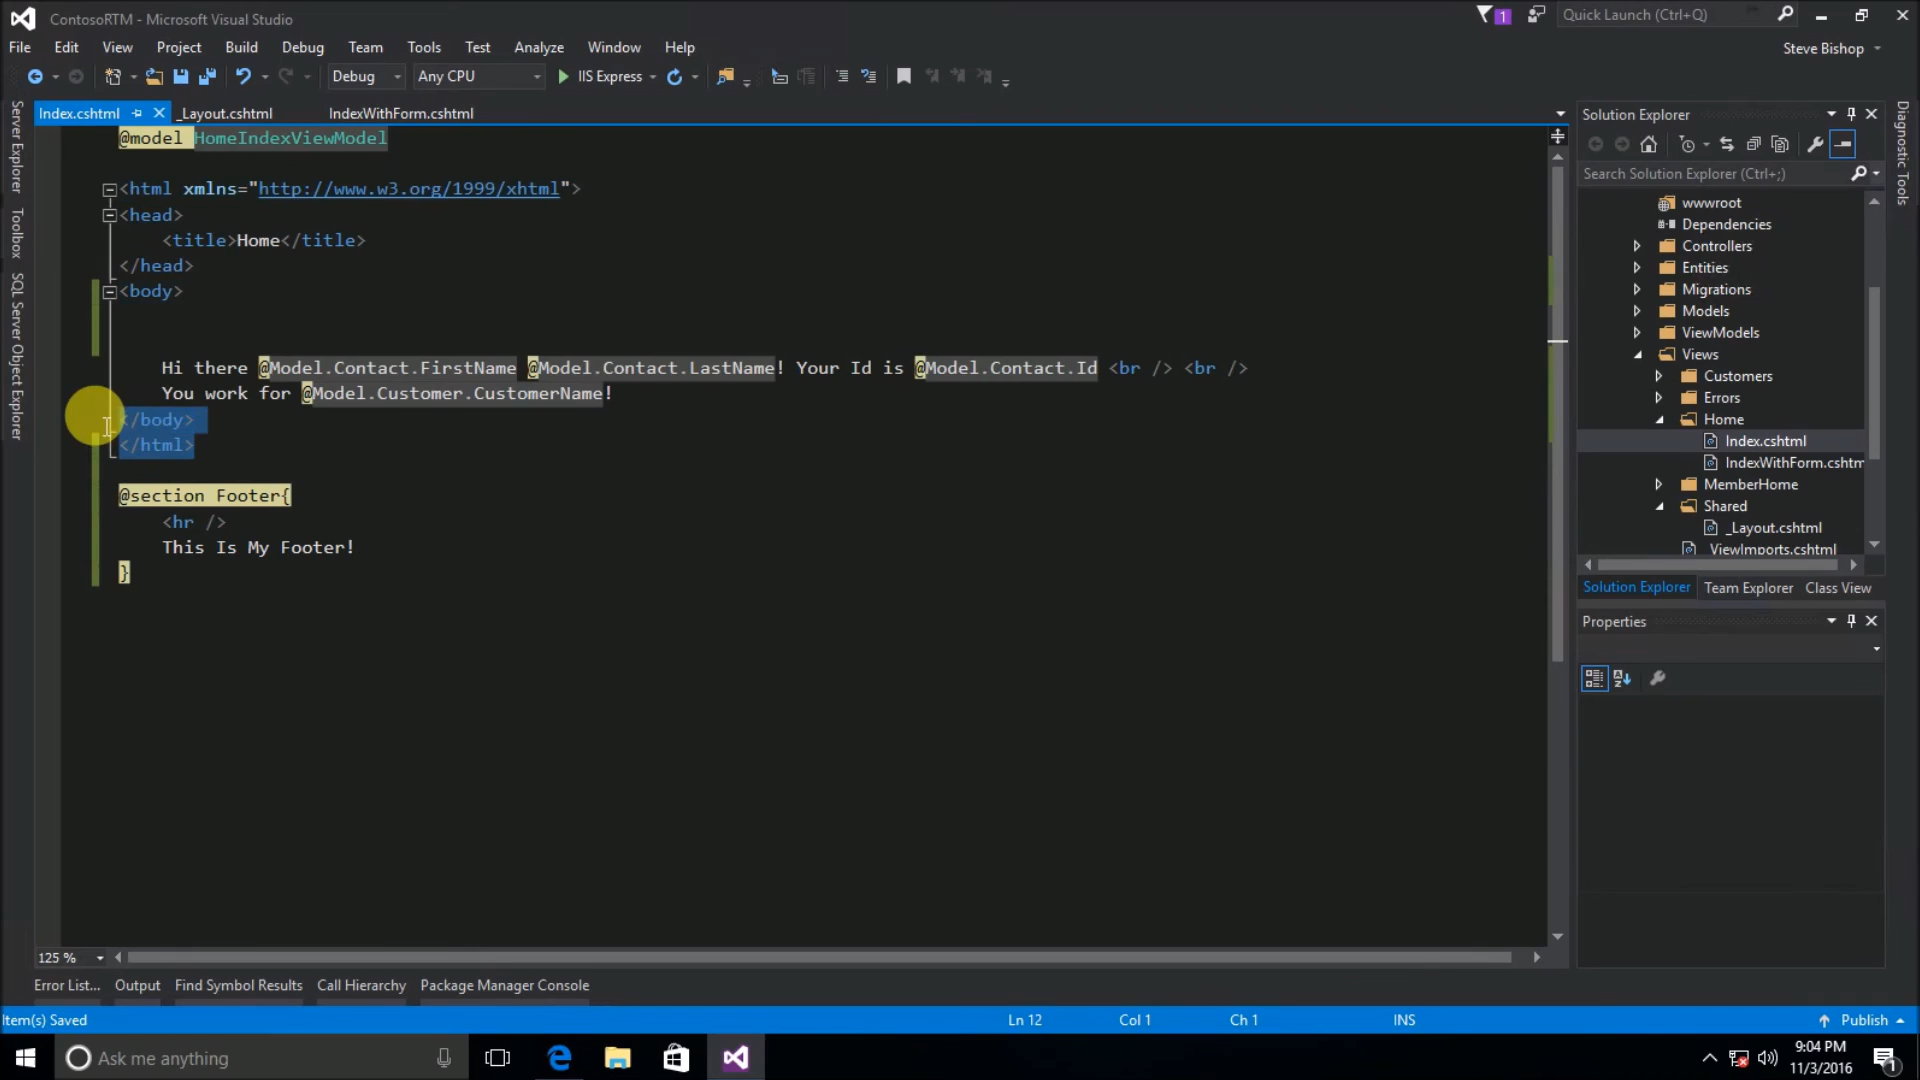 ContosoRTM - Microsoft Visual Studio
1
Quick Launch (Ctrl+Q)
File Edit View Project Build Debug Team Tools Test Analyze Window Help
Steve Bishop
Debug Any CPU IIS Express
Server Explorer
Toolbox
SQL Server Object Explorer
Index.cshtml _Layout.cshtml IndexWithForm.cshtml
@model HomeIndexViewModel
<html xmlns="http://www.w3.org/1999/xhtml">
<head>
<title>Home</title>
</head>
<body>
Hi there @Model.Contact.FirstName @Model.Contact.LastName! Your Id is @Model.Contact.Id <br /> <br />
You work for @Model.Customer.CustomerName!
</body>
</html>
@section Footer{
<hr />
This Is My Footer!
}
Solution Explorer
Search Solution Explorer (Ctrl+;)
wwwroot
Dependencies
Controllers
Entities
Migrations
Models
ViewModels
Views
Customers
Errors
Home
Index.cshtml
IndexWithForm.cshtm
MemberHome
Shared
_Layout.cshtml
_ViewImports.cshtml
Solution Explorer Team Explorer Class View
Properties
Diagnostic Tools
125 %
Error List... Output Find Symbol Results Call Hierarchy Package Manager Console
Item(s) Saved
Ln 12 Col 1 Ch 1 INS
Publish
Ask me anything
9:04 PM
11/3/2016
1